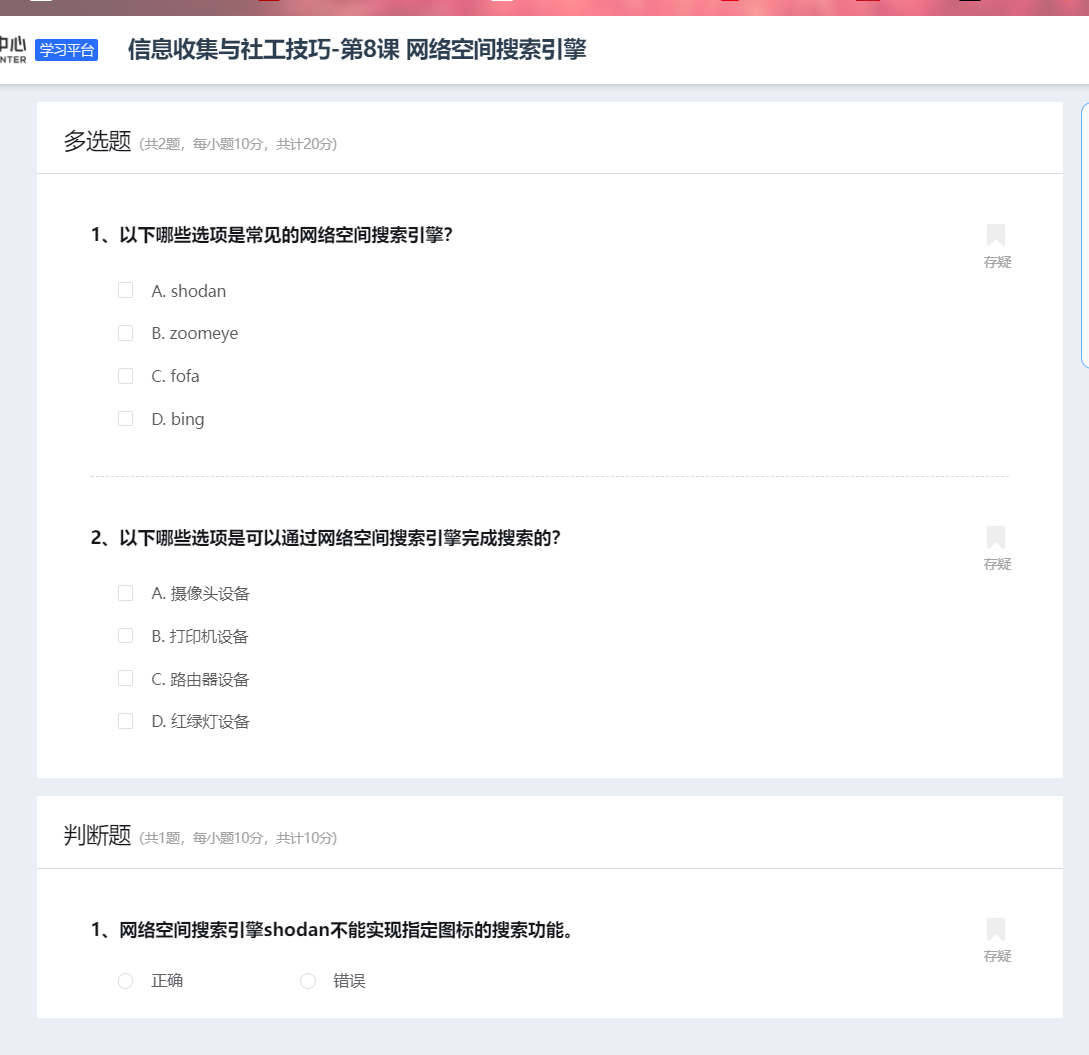 中心
NTER
学习平台
信息收集与社工技巧-第8课 网络空间搜索引擎
多选题 (共2题，每小题10分，共计20分)
1、以下哪些选项是常见的网络空间搜索引擎?
存疑
A. shodan
B. zoomeye
C. fofa
D. bing
2、以下哪些选项是可以通过网络空间搜索引擎完成搜索的?
存疑
A. 摄像头设备
B. 打印机设备
C. 路由器设备
D. 红绿灯设备
判断题 (共1题，每小题10分，共计10分)
1、网络空间搜索引擎shodan不能实现指定图标的搜索功能。
存疑
正确
错误